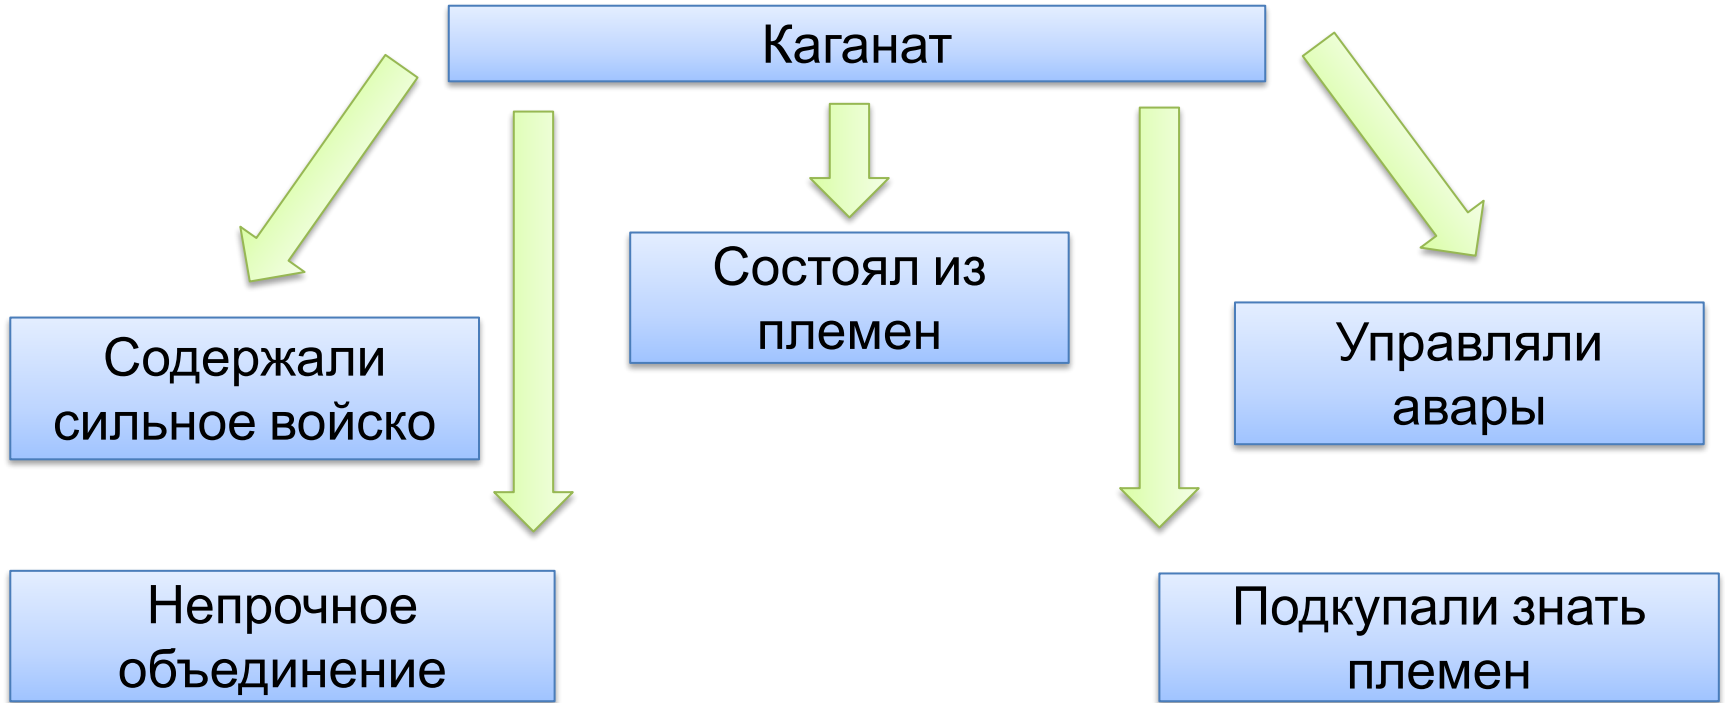 Каганат
Состоял из
племен
Содержали
сильное войско
Управляли
авары
Непрочное
объединение
Подкупали знать
племен